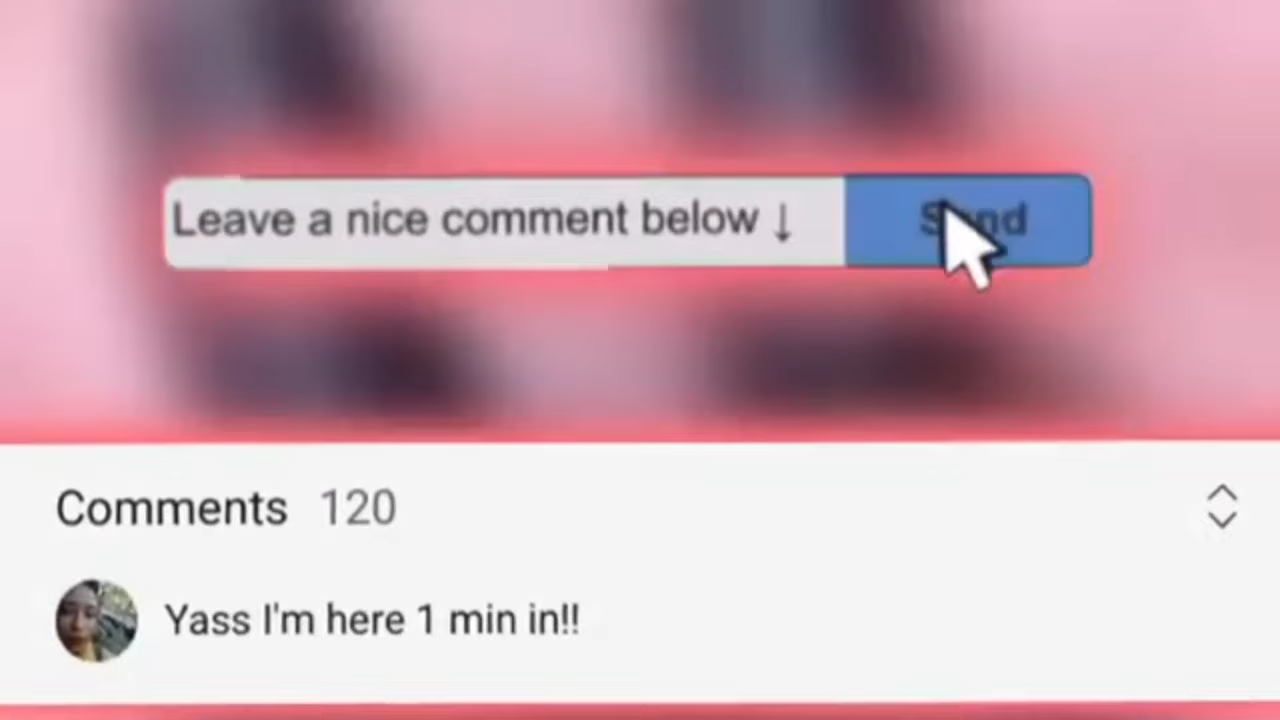 Leave a nice comment below ↓ Send
Comments 120
Yass I'm here 1 min in!!